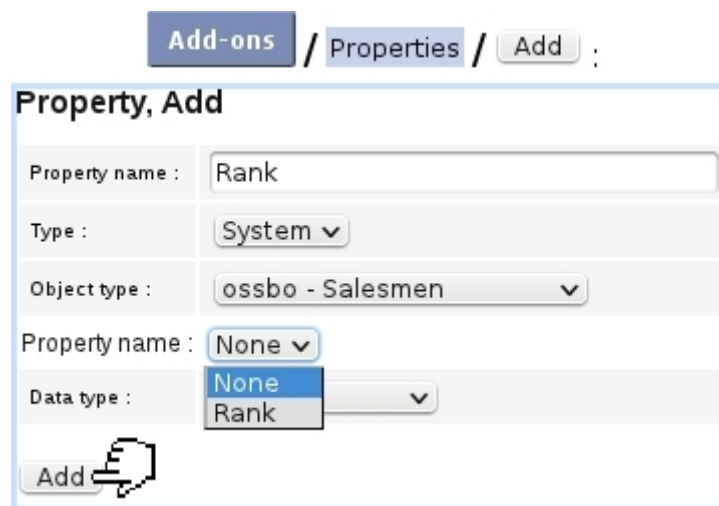 Add-ons / Properties / Add :
Property, Add
Property name : Rank
Type : System
Object type : ossbo - Salesmen
Property name : None
None
Data type :
Rank
Add